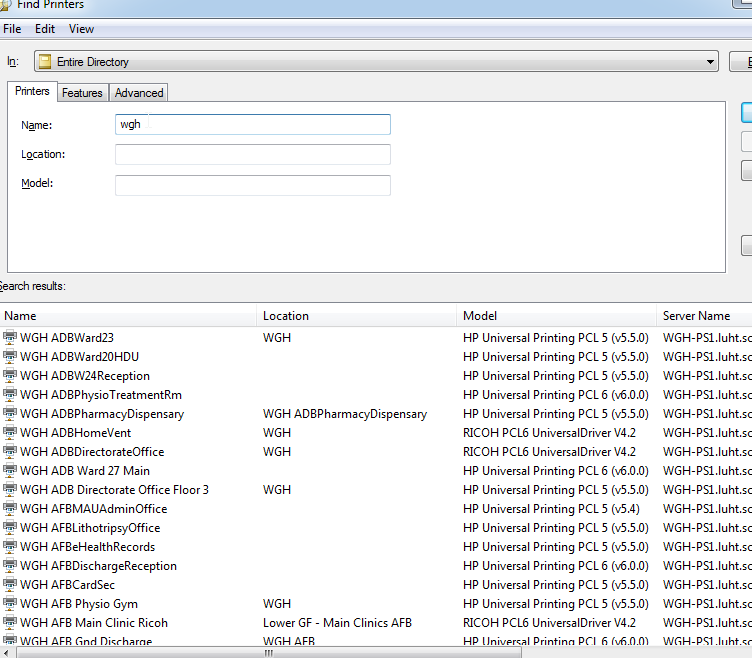 Find Printers
File Edit View
In: Entire Directory
Printers Features Advanced
Name: wgh
Location:
Model:
Search results:
Name Location Model Server Name
WGH ADBWard23 WGH HP Universal Printing PCL 5 (v5.5.0) WGH-PS1.luht.sc
WGH ADBWard20HDU HP Universal Printing PCL 5 (v5.5.0) WGH-PS1.luht.sc
WGH ADBW24Reception HP Universal Printing PCL 5 (v5.5.0) WGH-PS1.luht.sc
WGH ADBPhysioTreatmentRm HP Universal Printing PCL 6 (v6.0.0) WGH-PS1.luht.sc
WGH ADBPharmacyDispensary WGH ADBPharmacyDispensary HP Universal Printing PCL 5 (v5.5.0) WGH-PS1.luht.sc
WGH ADBHomeVent WGH RICOH PCL6 UniversalDriver V4.2 WGH-PS1.luht.sc
WGH ADBDirectorateOffice WGH RICOH PCL6 UniversalDriver V4.2 WGH-PS1.luht.sc
WGH ADB Ward 27 Main HP Universal Printing PCL 6 (v6.0.0) WGH-PS1.luht.sc
WGH ADB Directorate Office Floor 3 WGH HP Universal Printing PCL 5 (v5.5.0) WGH-PS1.luht.sc
WGH AFBMAUAdminOffice HP Universal Printing PCL 5 (v5.4) WGH-PS1.luht.sc
WGH AFBLithotripsyOffice HP Universal Printing PCL 5 (v5.5.0) WGH-PS1.luht.sc
WGH AFBeHealthRecords HP Universal Printing PCL 5 (v5.5.0) WGH-PS1.luht.sc
WGH AFBDischargeReception HP Universal Printing PCL 6 (v6.0.0) WGH-PS1.luht.sc
WGH AFBCardSec HP Universal Printing PCL 5 (v5.5.0) WGH-PS1.luht.sc
WGH AFB Physio Gym WGH HP Universal Printing PCL 5 (v5.5.0) WGH-PS1.luht.sc
WGH AFB Main Clinic Ricoh Lower GF - Main Clinics AFB RICOH PCL6 UniversalDriver V4.2 WGH-PS1.luht.sc
WGH AFB Gnd Discharge WGH AFB HP Universal Printing PCL 6 (v6.0.0) WGH-PS1.luht.sc